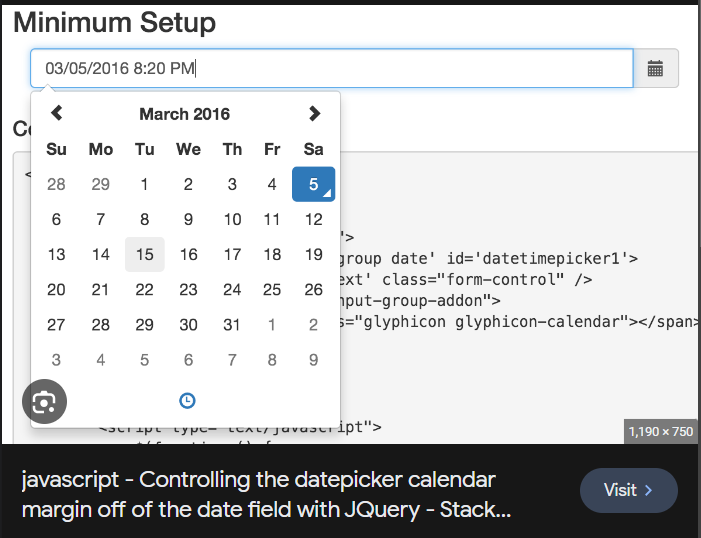 Minimum Setup
03/05/2016 8:20 PM
March 2016
Su Mo Tu We Th Fr Sa
28 29 1 2 3 4 5
6 7 8 9 10 11 12
">
13 14 15 16 17 18 19
group date' id='datetimepicker1'>
ext' class="form-control" />
20 21 22 23 24 25 26
nput-group-addon">
27 28 29 30 31 1 2
s="glyphicon glyphicon-calendar"></span>
3 4 5 6 7 8 9
<script type="text/javascript">
1,190 × 750
javascript - Controlling the datepicker calendar
margin off of the date field with JQuery - Stack...
Visit >